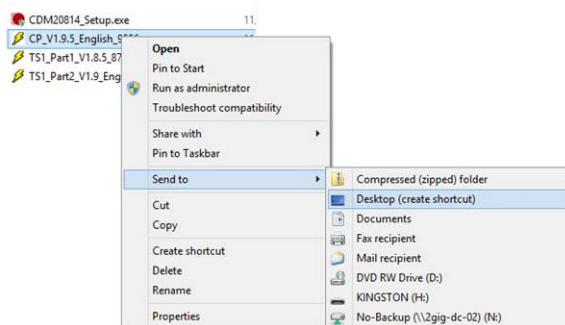 CDM20814_Setup.exe
11,
CP_V1.9.5_English_
TS1_Part1_V1.8.5_87
TS1_Part2_V1.9_Eng
Open
Pin to Start
Run as administrator
Troubleshoot compatibility
Share with
Pin to Taskbar
Send to
Cut
Copy
Create shortcut
Delete
Rename
Properties
Compressed (zipped) folder
Desktop (create shortcut)
Documents
Fax recipient
Mail recipient
DVD RW Drive (D:)
KINGSTON (H:)
No-Backup (\\2gig-dc-02) (N:)